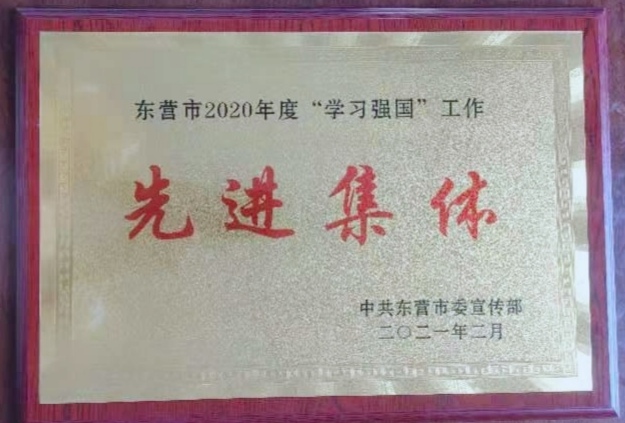 东营市2020年度“学习强国”工作
先进集体
中共东营市委宣传部
二〇二一年二月